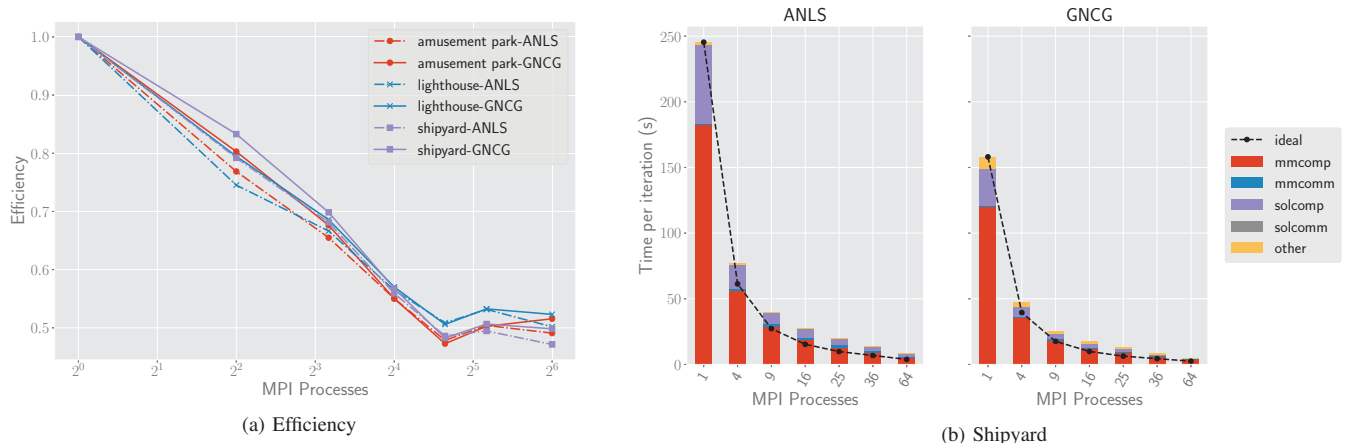 1.0
0.9
0.8
0.7
0.6
0.5
Efficiency
2^0
2^1
2^2
2^3
2^4
2^5
2^6
MPI Processes
amusement park-ANLS
amusement park-GNCG
lighthouse-ANLS
lighthouse-GNCG
shipyard-ANLS
shipyard-GNCG
(a) Efficiency
ANLS
GNCG
250
200
150
100
50
0
Time per iteration (s)
1 4 9 16 25 36 64
1 4 9 16 25 36 64
MPI Processes
MPI Processes
ideal
mmcomp
mmcomm
solcomp
solcomm
other
(b) Shipyard